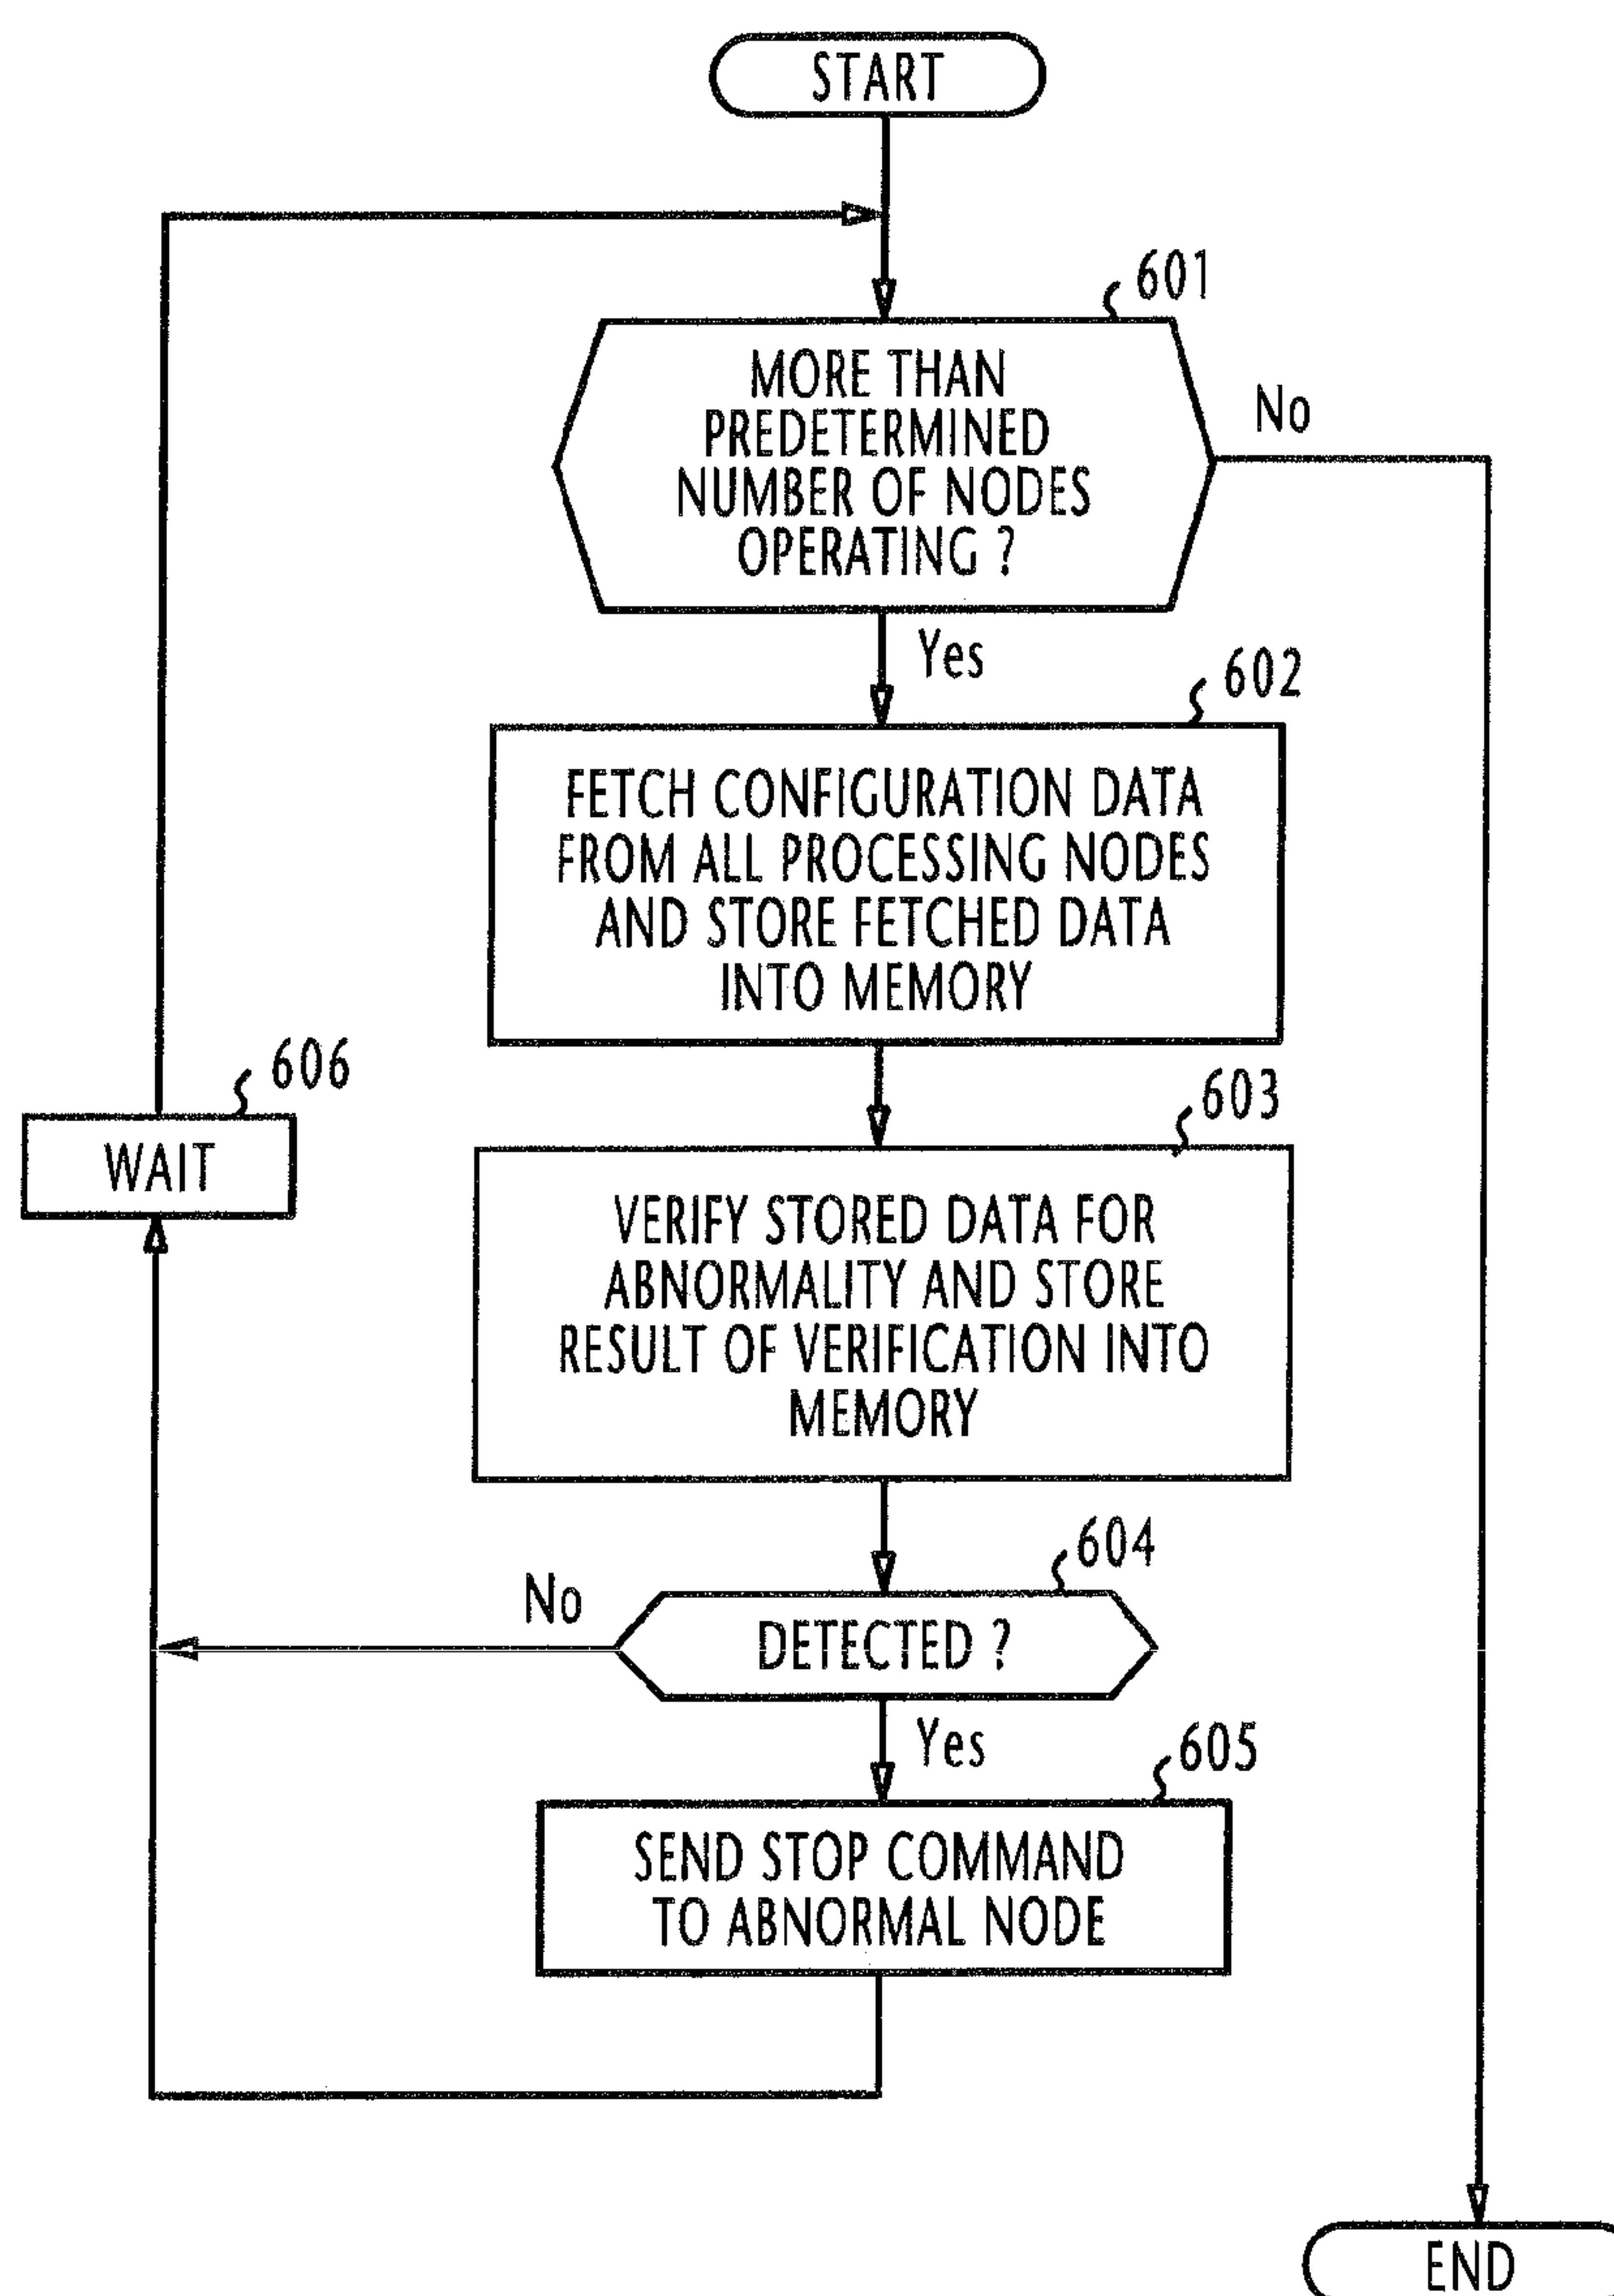 START
601
MORE THAN
PREDETERMINED
NUMBER OF NODES
OPERATING ?
No
Yes
602
FETCH CONFIGURATION DATA
FROM ALL PROCESSING NODES
AND STORE FETCHED DATA
INTO MEMORY
606
WAIT
603
VERIFY STORED DATA FOR
ABNORMALITY AND STORE
RESULT OF VERIFICATION INTO
MEMORY
604
No
DETECTED ?
Yes
605
SEND STOP COMMAND
TO ABNORMAL NODE
END